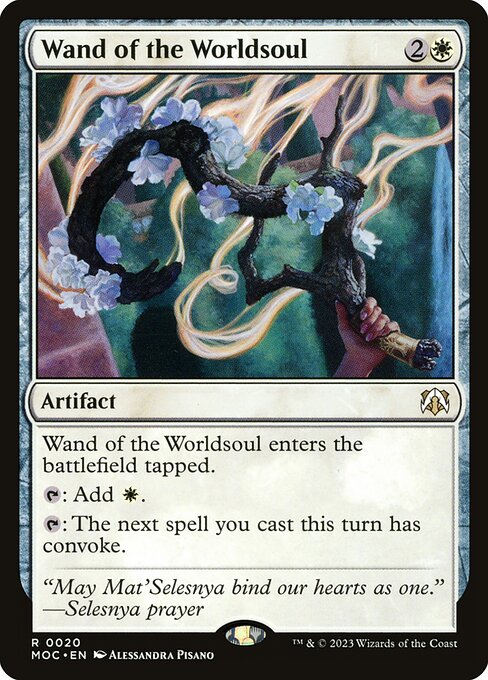 Wand of the Worldsoul 2
Artifact
Wand of the Worldsoul enters the
battlefield tapped.
: Add .
: The next spell you cast this turn has
convoke.
“May Mat’Selesnya bind our hearts as one.”
—Selesnya prayer
R 0020
MOC • EN Alessandra Pisano
™ & © 2023 Wizards of the Coast